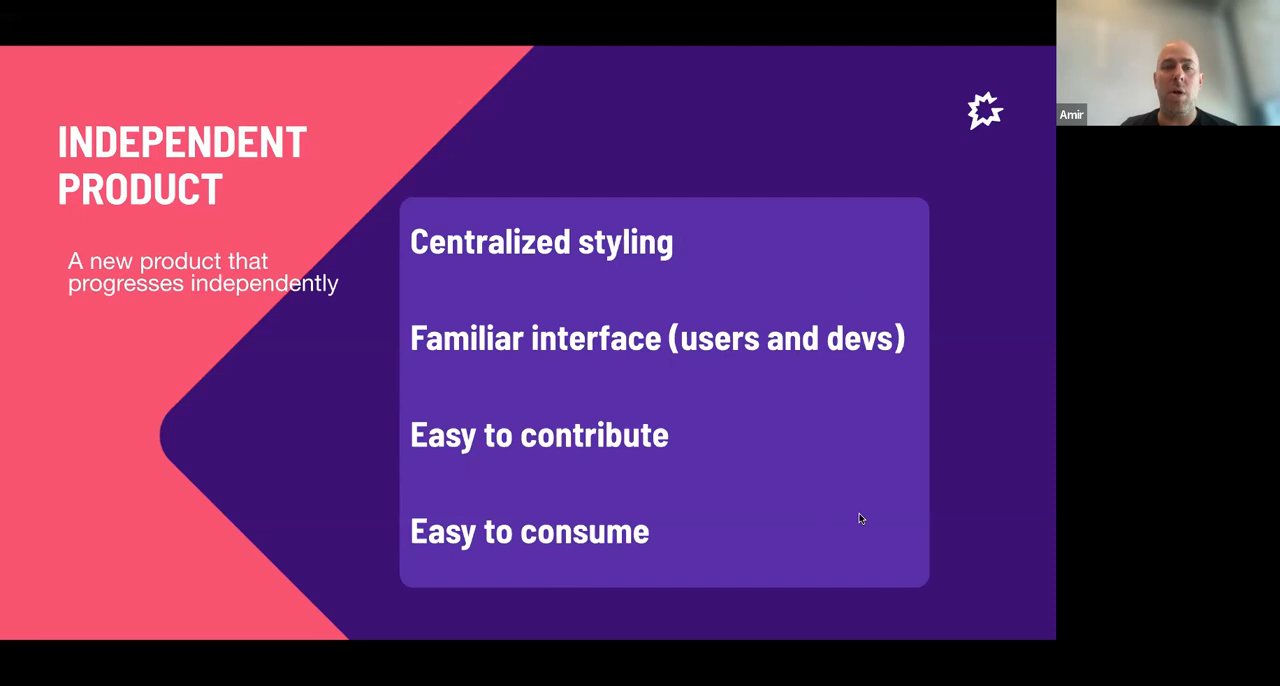 INDEPENDENT
PRODUCT
A new product that
progresses independently
Centralized styling
Familiar interface (users and devs)
Easy to contribute
Easy to consume
Amir